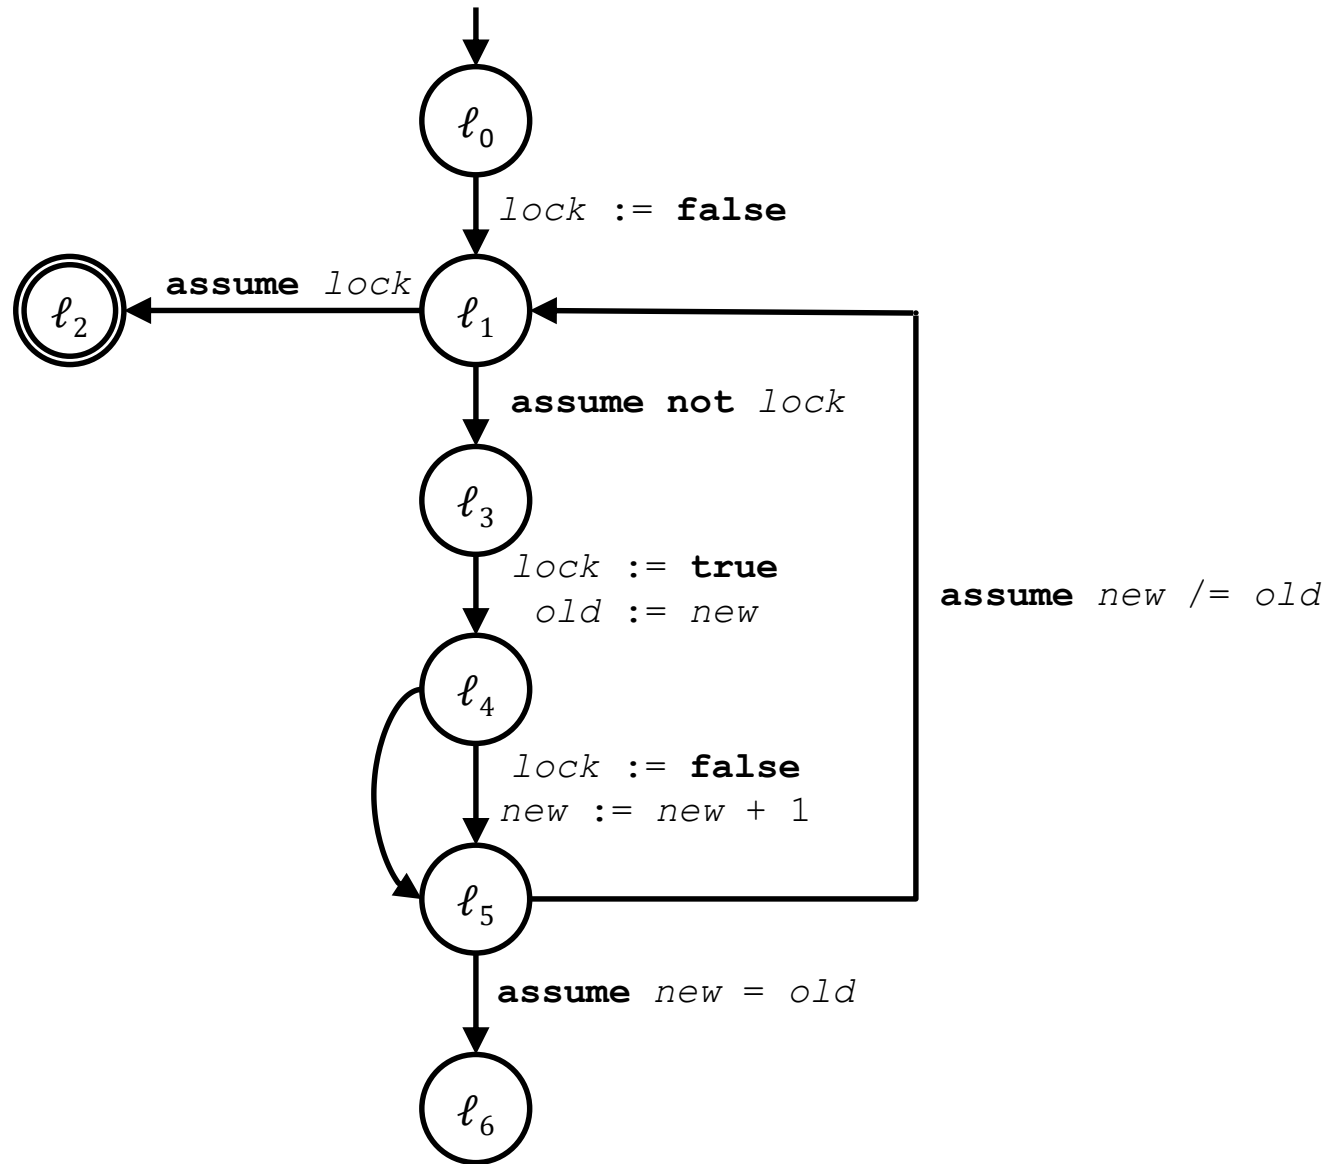 ℓ0
lock := false
assume lock
ℓ2
ℓ1
assume not lock
ℓ3
lock := true
old := new
assume new /= old
ℓ4
lock := false
new := new + 1
ℓ5
assume new = old
ℓ6